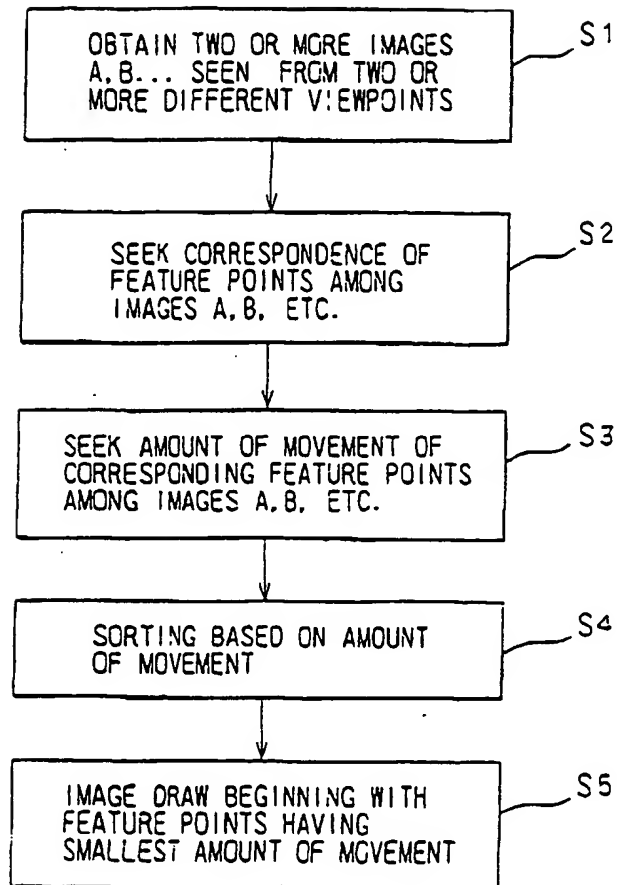 OBTAIN TWO OR MORE IMAGES
A, B... SEEN FROM TWO OR
MORE DIFFERENT VIEWPOINTS
S1
SEEK CORRESPONDENCE OF
FEATURE POINTS AMONG
IMAGES A, B, ETC.
S2
SEEK AMOUNT OF MOVEMENT OF
CORRESPONDING FEATURE POINTS
AMONG IMAGES A, B, ETC.
S3
SORTING BASED ON AMOUNT
OF MOVEMENT
S4
IMAGE DRAW BEGINNING WITH
FEATURE POINTS HAVING
SMALLEST AMOUNT OF MOVEMENT
S5